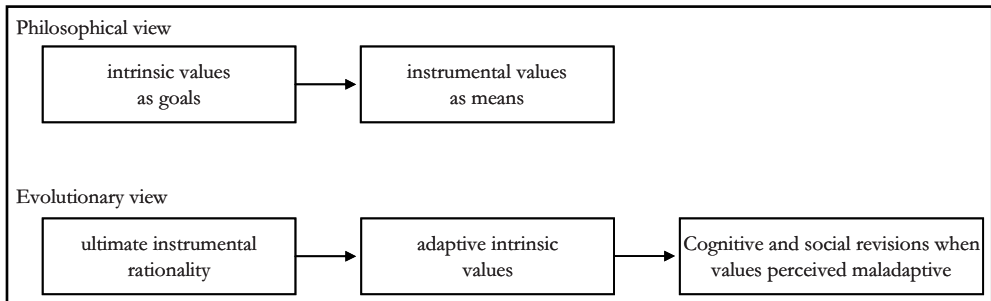 Philosophical view
intrinsic values
as goals
instrumental values
as means
Evolutionary view
ultimate instrumental
rationality
adaptive intrinsic
values
Cognitive and social revisions when
values perceived maladaptive